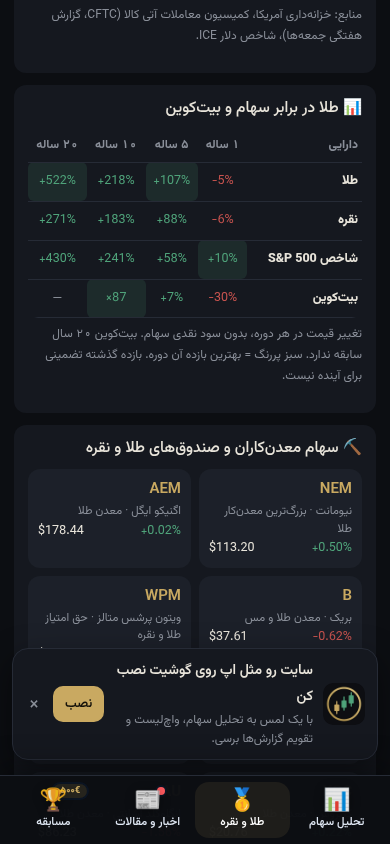 منابع: خزانه‌داری آمریکا، کمیسیون معاملات آتی کالا (CFTC، گزارش
هفتگی جمعه‌ها)، شاخص دلار ICE.
📊 طلا در برابر سهام و بیت‌کوین
دارایی ۱ ساله ۵ ساله ۱۰ ساله ۲۰ ساله
طلا -5% +107% +218% +522%
نقره -6% +88% +183% +271%
شاخص S&P 500 +10% +58% +241% +430%
بیت‌کوین -30% +7% ×87 —
تغییر قیمت در هر دوره، بدون سود نقدی سهام. بیت‌کوین ۲۰ سال
سابقه ندارد. سبز پررنگ = بهترین بازده آن دوره. بازده گذشته تضمینی
برای آینده نیست.
⛏️ سهام معدن‌کاران و صندوق‌های طلا و نقره
NEM
نیومانت · بزرگ‌ترین معدن‌کار
طلا
$113.20 +0.50%
AEM
اگنیکو ایگل · معدن طلا
$178.44 +0.02%
B
بریک · معدن طلا و مس
$37.61 -0.62%
WPM
ویتون پرشس متالز · حق امتیاز
طلا و نقره
سایت رو مثل اپ روی گوشیت نصب
کن
با یک لمس به تحلیل سهام، واچ‌لیست و
تقویم گزارش‌ها برسی.
نصب
×
تحلیل سهام
طلا و نقره
اخبار و مقالات
مسابقه